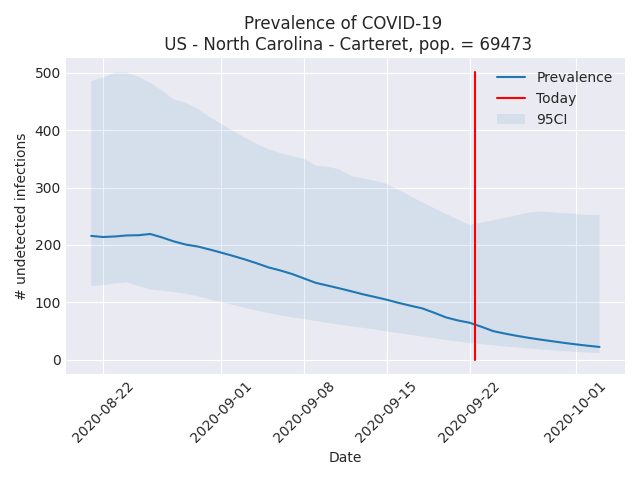 Prevalence of COVID-19
US - North Carolina - Carteret, pop. = 69473
# undetected infections
500
400
300
200
100
0
Prevalence
Today
95CI
2020-08-22
2020-09-01
2020-09-08
2020-09-15
2020-09-22
2020-10-01
Date